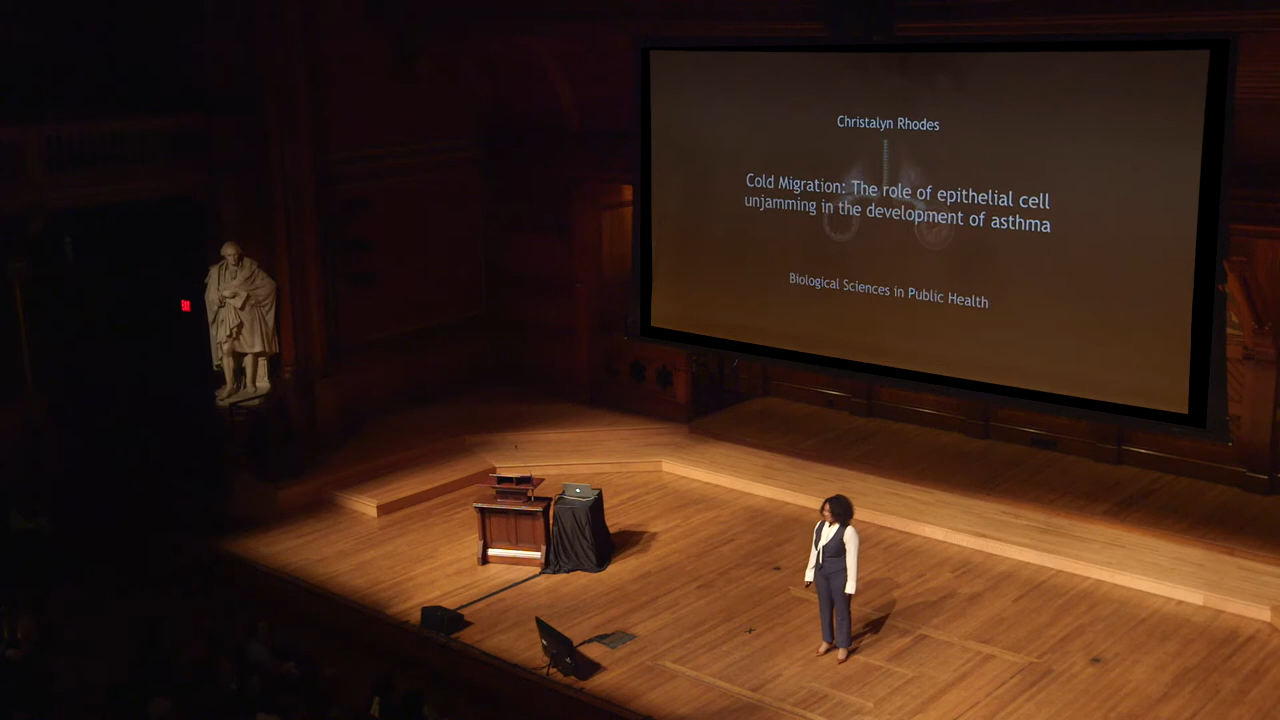 Christalyn Rhodes
Cold Migration: The role of epithelial cell
unjamming in the development of asthma
Biological Sciences in Public Health